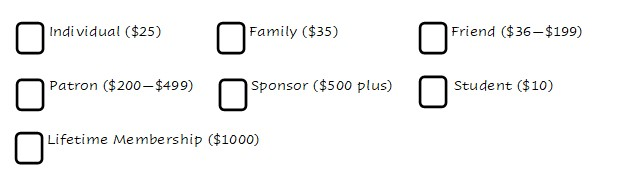 Individual ($25) Family ($35) Friend ($36–$199)
Patron ($200–$499) Sponsor ($500 plus) Student ($10)
Lifetime Membership ($1000)